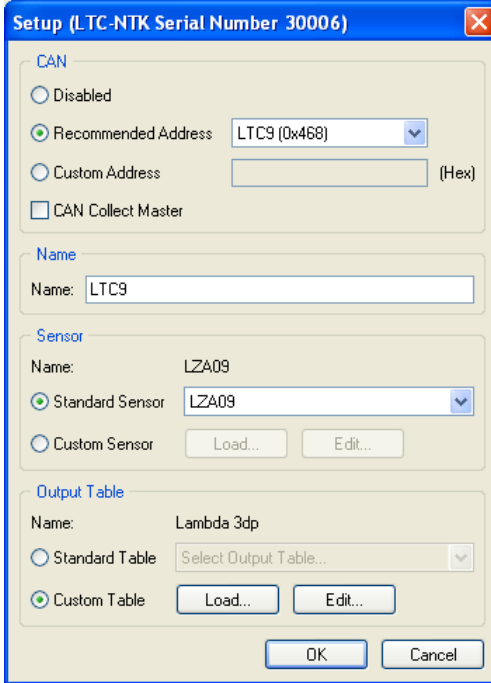 Setup (LTC-NTK Serial Number 30006)
CAN
Disabled
Recommended Address LTC9 (0x468)
Custom Address (Hex)
CAN Collect Master
Name
Name: LTC9
Sensor
Name: LZA09
Standard Sensor LZA09
Custom Sensor Load... Edit...
Output Table
Name: Lambda 3dp
Standard Table Select Output Table...
Custom Table Load... Edit...
OK Cancel